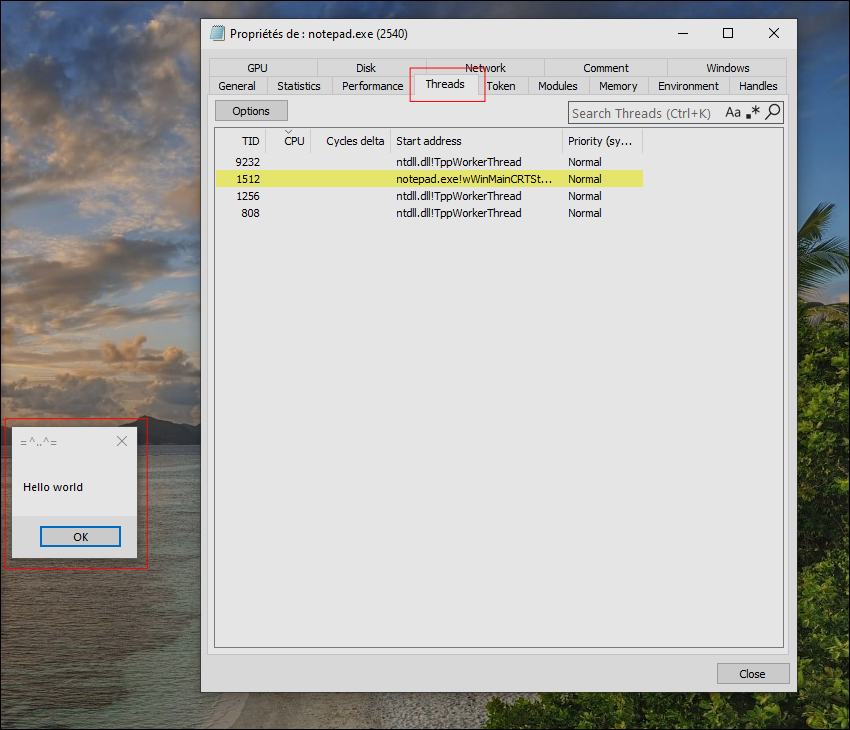 Propriétés de : notepad.exe (2540)
GPU Disk Network Comment Windows
General Statistics Performance Threads Token Modules Memory Environment Handles
Options Search Threads (Ctrl+K) Aa .*
TID CPU Cycles delta Start address Priority (sy...
9232 ntdll.dll!TppWorkerThread Normal
1512 notepad.exe!wWinMainCRTSt... Normal
1256 ntdll.dll!TppWorkerThread Normal
808 ntdll.dll!TppWorkerThread Normal
=^..^=
Hello world
OK
Close